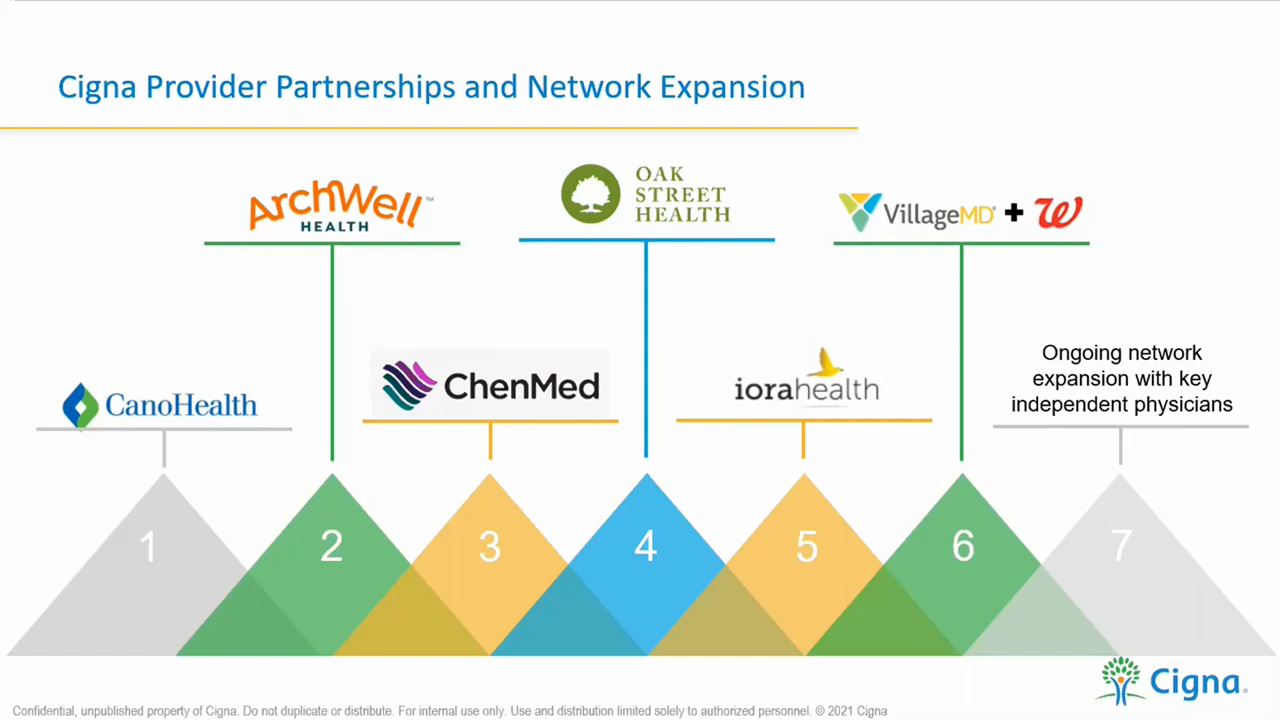 Cigna Provider Partnerships and Network Expansion
ArchWell™
HEALTH
OAK
STREET
HEALTH
VillageMD® + W
CanoHealth
ChenMed
iorahealth
Ongoing network
expansion with key
independent physicians
1
2
3
4
5
6
7
Cigna®
Confidential, unpublished property of Cigna. Do not duplicate or distribute. For internal use only. Use and distribution limited solely to authorized personnel. © 2021 Cigna